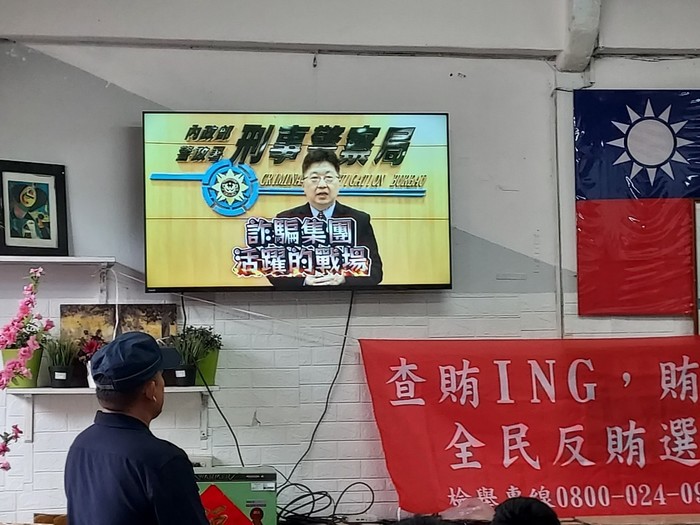 內政部
警政署
刑事警察局
CRIMINAL INVESTIGATION BUREAU
詐騙集團
活躍的戰場
查賄ING，賄
全民反賄選
檢舉專線0800-024-09